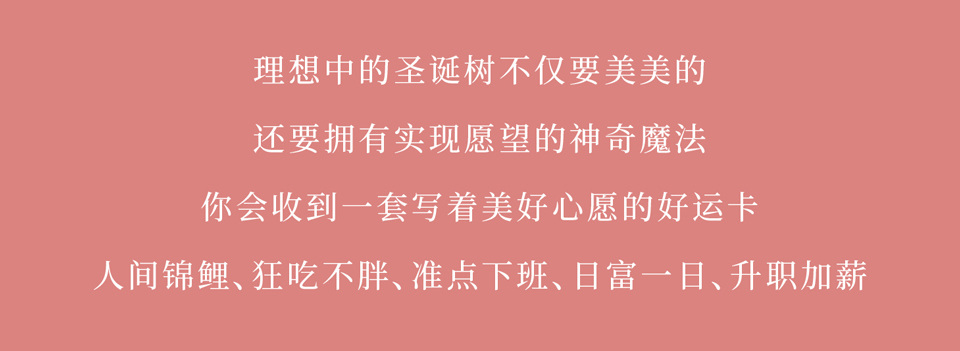 理想中的圣诞树不仅要美美的
还要拥有实现愿望的神奇魔法
你会收到一套写着美好心愿的好运卡
人间锦鲤、狂吃不胖、准点下班、日富一日、升职加薪